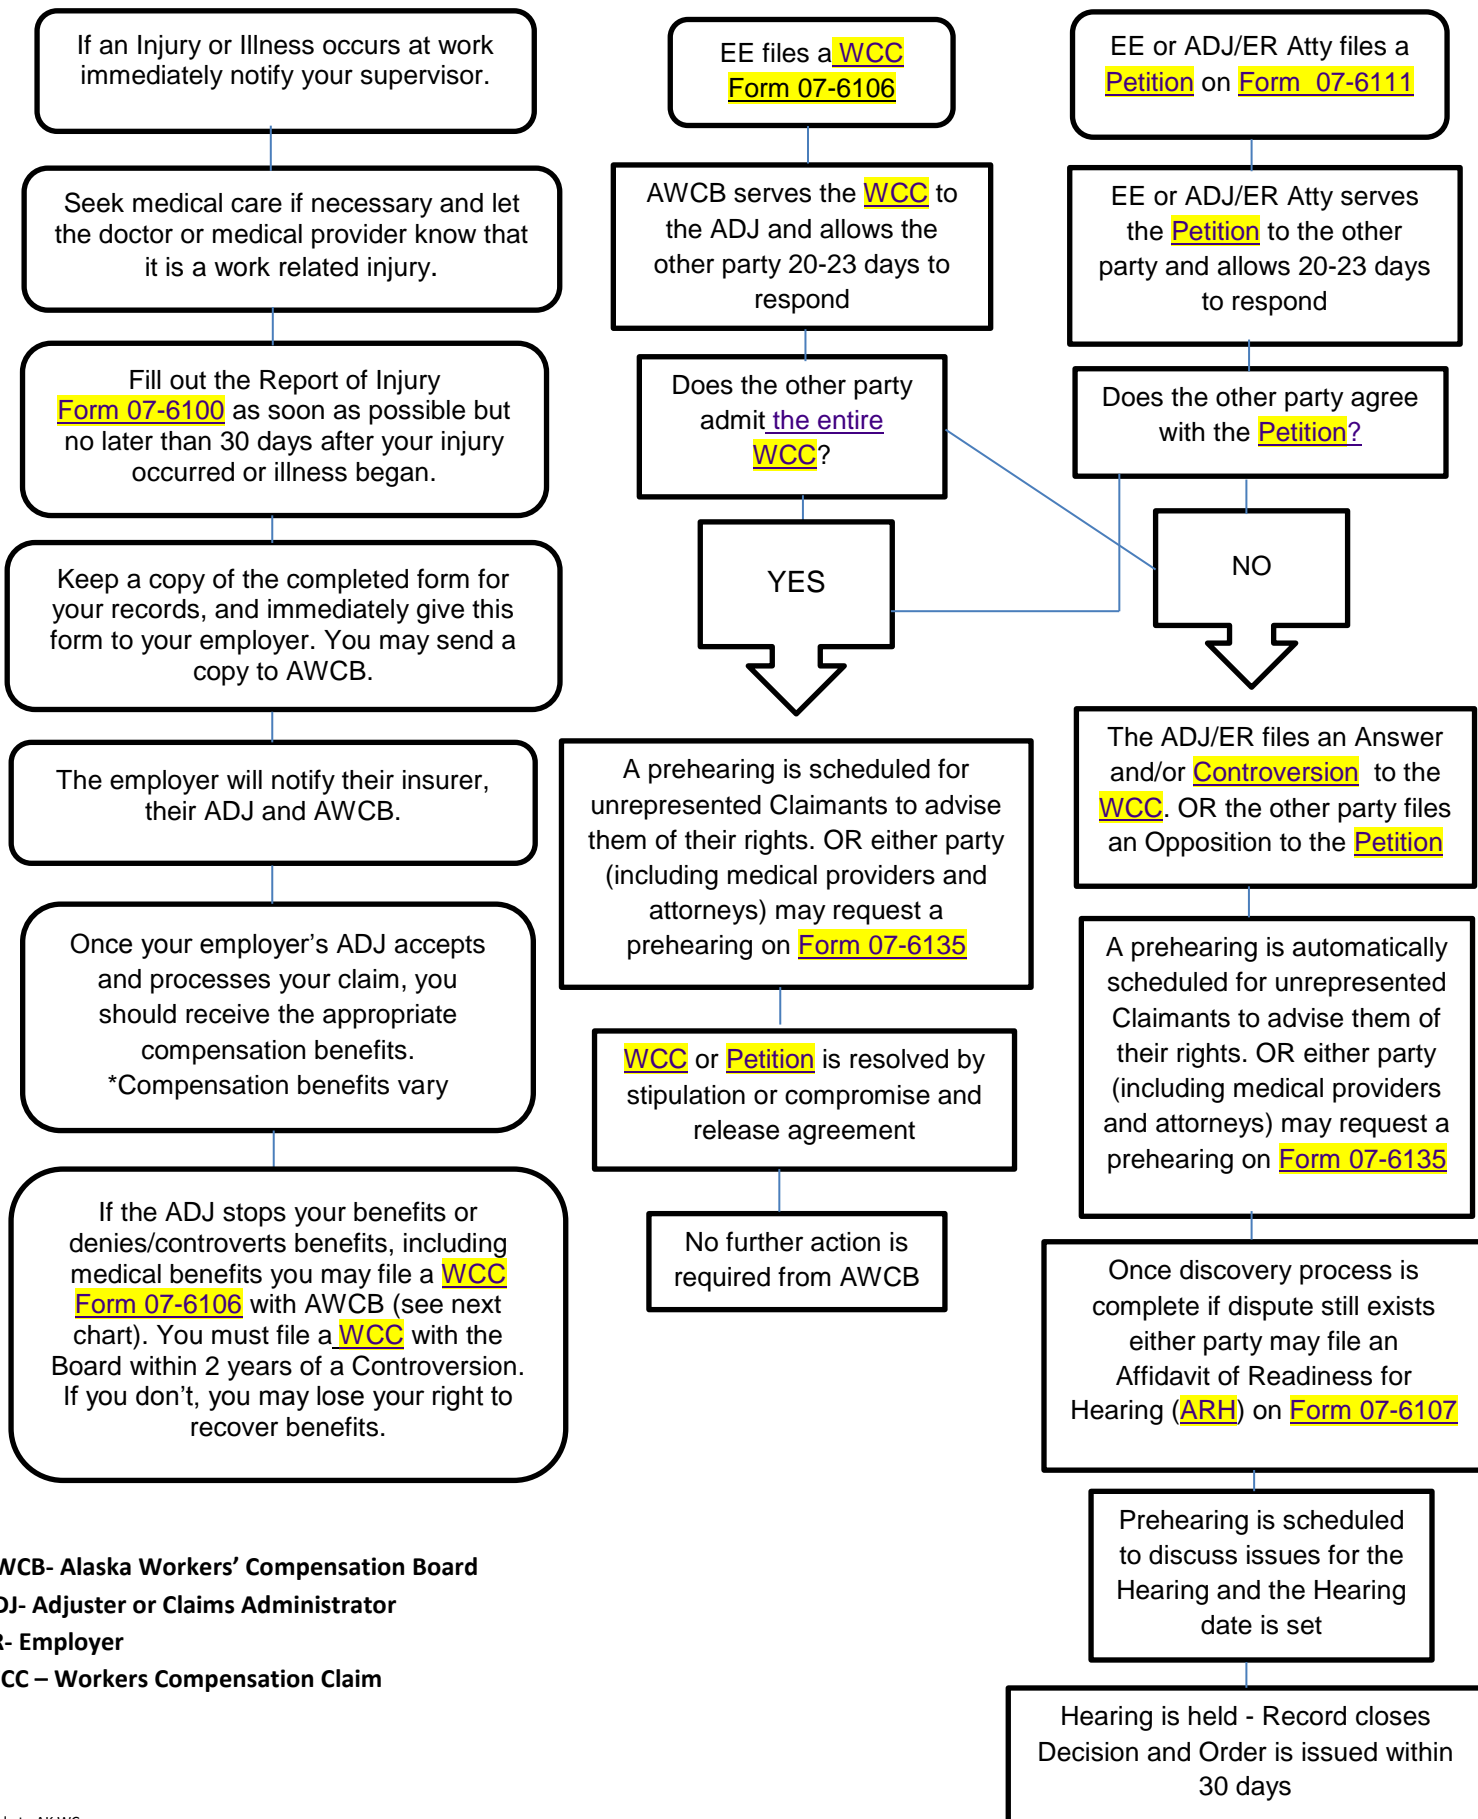 If an Injury or Illness occurs at work
immediately notify your supervisor.
Seek medical care if necessary and let
the doctor or medical provider know that
it is a work related injury.
Fill out the Report of Injury
Form 07-6100 as soon as possible but
no later than 30 days after your injury
occurred or illness began.
Keep a copy of the completed form for
your records, and immediately give this
form to your employer. You may send a
copy to AWCB.
The employer will notify their insurer,
their ADJ and AWCB.
Once your employer’s ADJ accepts
and processes your claim, you
should receive the appropriate
compensation benefits.
*Compensation benefits vary
If the ADJ stops your benefits or
denies/controverts benefits, including
medical benefits you may file a WCC
Form 07-6106 with AWCB (see next
chart). You must file a WCC with the
Board within 2 years of a Controversion.
If you don’t, you may lose your right to
recover benefits.
EE files a WCC
Form 07-6106
AWCB serves the WCC to
the ADJ and allows the
other party 20-23 days to
respond
Does the other party
admit the entire
WCC?
YES
A prehearing is scheduled for
unrepresented Claimants to advise
them of their rights. OR either party
(including medical providers and
attorneys) may request a
prehearing on Form 07-6135
WCC or Petition is resolved by
stipulation or compromise and
release agreement
No further action is
required from AWCB
EE or ADJ/ER Atty files a
Petition on Form 07-6111
EE or ADJ/ER Atty serves
the Petition to the other
party and allows 20-23 days
to respond
Does the other party agree
with the Petition?
NO
The ADJ/ER files an Answer
and/or Controversion to the
WCC. OR the other party files
an Opposition to the Petition
A prehearing is automatically
scheduled for unrepresented
Claimants to advise them of
their rights. OR either party
(including medical providers
and attorneys) may request a
prehearing on Form 07-6135
Once discovery process is
complete if dispute still exists
either party may file an
Affidavit of Readiness for
Hearing (ARH) on Form 07-6107
Prehearing is scheduled
to discuss issues for the
Hearing and the Hearing
date is set
Hearing is held - Record closes
Decision and Order is issued within
30 days
WCB- Alaska Workers’ Compensation Board
DJ- Adjuster or Claims Administrator
R- Employer
CC – Workers Compensation Claim